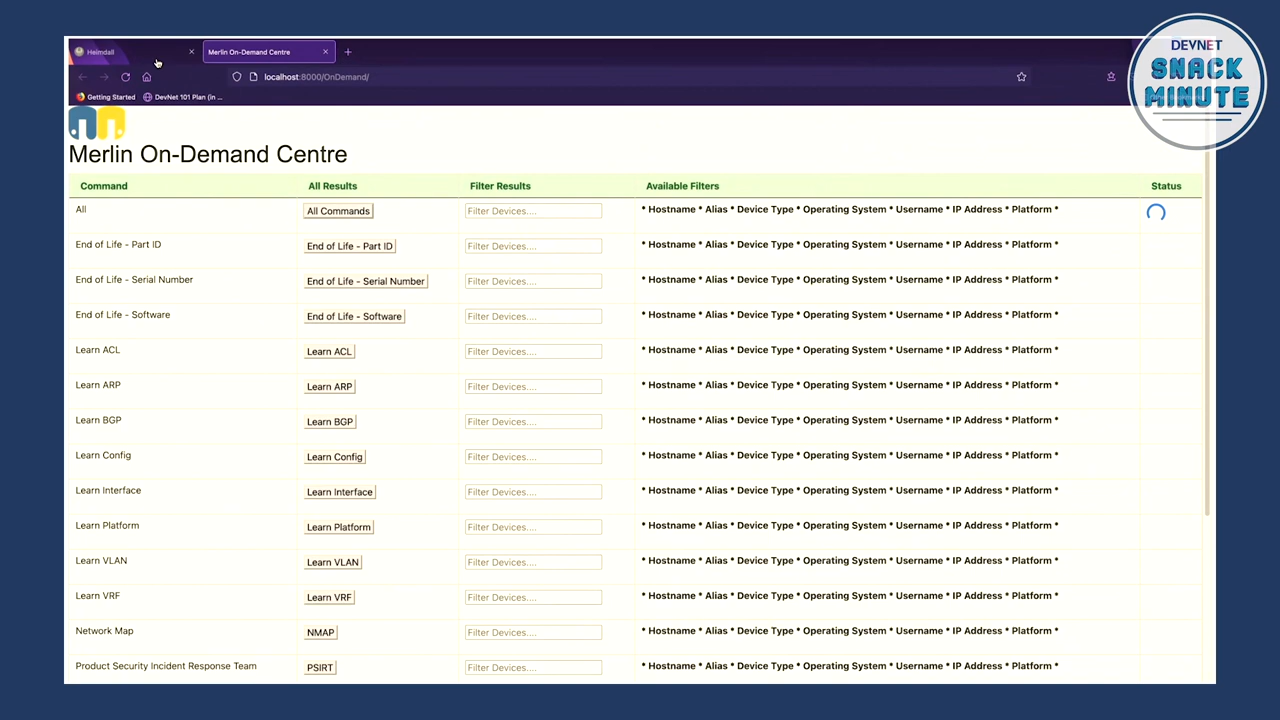 DEVNET
SNACK
MINUTE
Heimdall
Merlin On-Demand Centre
localhost:8000/OnDemand/
Getting Started
DevNet 101 Plan (in ...
Merlin On-Demand Centre
Command All Results Filter Results Available Filters Status
All All Commands Filter Devices.... * Hostname * Alias * Device Type * Operating System * Username * IP Address * Platform *
End of Life - Part ID End of Life - Part ID Filter Devices.... * Hostname * Alias * Device Type * Operating System * Username * IP Address * Platform *
End of Life - Serial Number End of Life - Serial Number Filter Devices.... * Hostname * Alias * Device Type * Operating System * Username * IP Address * Platform *
End of Life - Software End of Life - Software Filter Devices.... * Hostname * Alias * Device Type * Operating System * Username * IP Address * Platform *
Learn ACL Learn ACL Filter Devices.... * Hostname * Alias * Device Type * Operating System * Username * IP Address * Platform *
Learn ARP Learn ARP Filter Devices.... * Hostname * Alias * Device Type * Operating System * Username * IP Address * Platform *
Learn BGP Learn BGP Filter Devices.... * Hostname * Alias * Device Type * Operating System * Username * IP Address * Platform *
Learn Config Learn Config Filter Devices.... * Hostname * Alias * Device Type * Operating System * Username * IP Address * Platform *
Learn Interface Learn Interface Filter Devices.... * Hostname * Alias * Device Type * Operating System * Username * IP Address * Platform *
Learn Platform Learn Platform Filter Devices.... * Hostname * Alias * Device Type * Operating System * Username * IP Address * Platform *
Learn VLAN Learn VLAN Filter Devices.... * Hostname * Alias * Device Type * Operating System * Username * IP Address * Platform *
Learn VRF Learn VRF Filter Devices.... * Hostname * Alias * Device Type * Operating System * Username * IP Address * Platform *
Network Map NMAP Filter Devices.... * Hostname * Alias * Device Type * Operating System * Username * IP Address * Platform *
Product Security Incident Response Team PSIRT Filter Devices.... * Hostname * Alias * Device Type * Operating System * Username * IP Address * Platform *